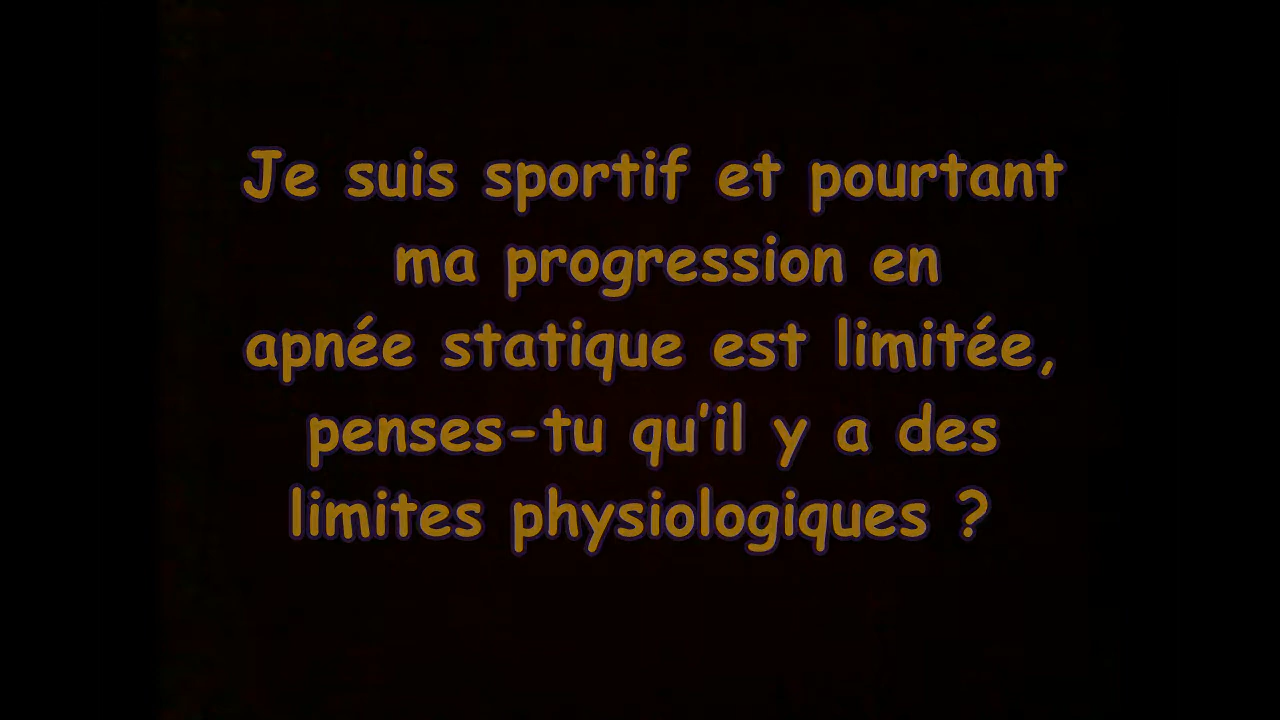 Je suis sportif et pourtant
ma progression en
apnée statique est limitée,
penses-tu qu'il y a des
limites physiologiques ?